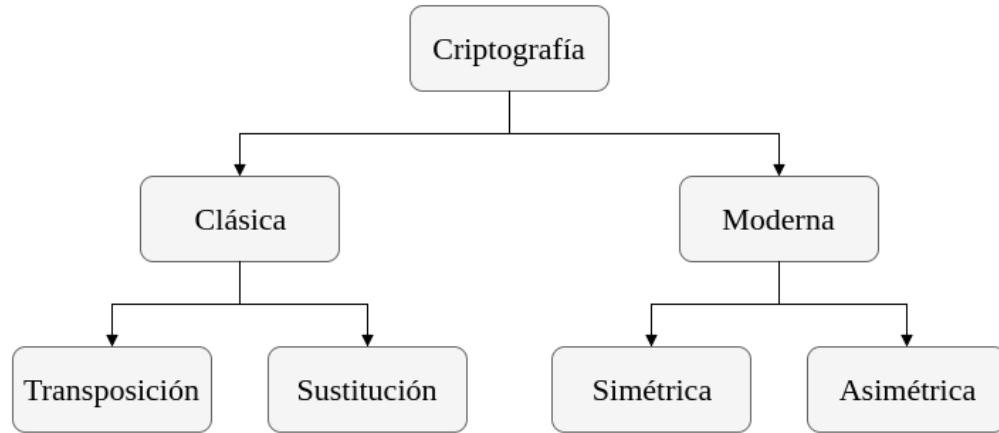 Criptografía
Clásica
Moderna
Transposición
Sustitución
Simétrica
Asimétrica